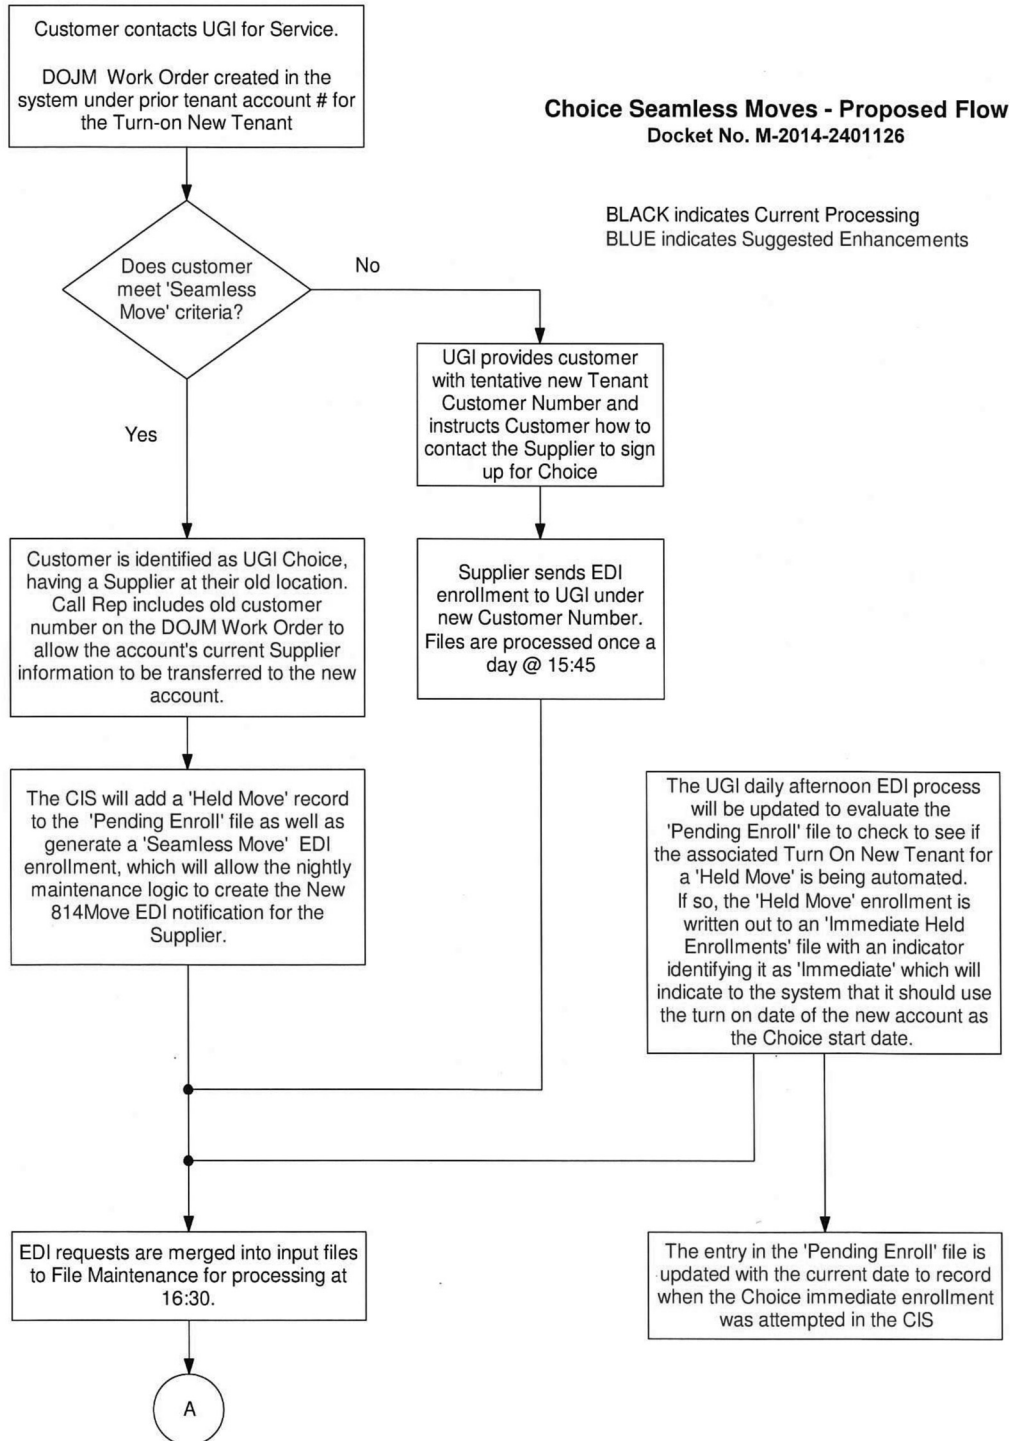 Customer contacts UGI for Service.
DOJM Work Order created in the
system under prior tenant account # for
the Turn-on New Tenant
Choice Seamless Moves - Proposed Flow
Docket No. M-2014-2401126
BLACK indicates Current Processing
BLUE indicates Suggested Enhancements
Does customer
meet 'Seamless
Move' criteria?
No
UGI provides customer
with tentative new Tenant
Customer Number and
instructs Customer how to
contact the Supplier to sign
up for Choice
Yes
Customer is identified as UGI Choice,
having a Supplier at their old location.
Call Rep includes old customer
number on the DOJM Work Order to
allow the account's current Supplier
information to be transferred to the new
account.
Supplier sends EDI
enrollment to UGI under
new Customer Number.
Files are processed once a
day @ 15:45
The CIS will add a 'Held Move' record
to the 'Pending Enroll' file as well as
generate a 'Seamless Move' EDI
enrollment, which will allow the nightly
maintenance logic to create the New
814Move EDI notification for the
Supplier.
The UGI daily afternoon EDI process
will be updated to evaluate the
'Pending Enroll' file to check to see if
the associated Turn On New Tenant for
a 'Held Move' is being automated.
If so, the 'Held Move' enrollment is
written out to an 'Immediate Held
Enrollments' file with an indicator
identifying it as 'Immediate' which will
indicate to the system that it should use
the turn on date of the new account as
the Choice start date.
EDI requests are merged into input files
to File Maintenance for processing at
16:30.
The entry in the 'Pending Enroll' file is
updated with the current date to record
when the Choice immediate enrollment
was attempted in the CIS
A